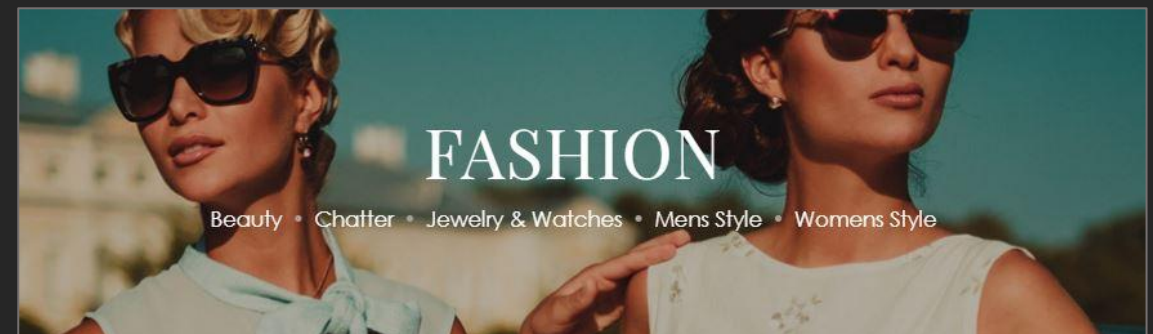 FASHION
Beauty • Chatter • Jewelry & Watches • Mens Style • Womens Style